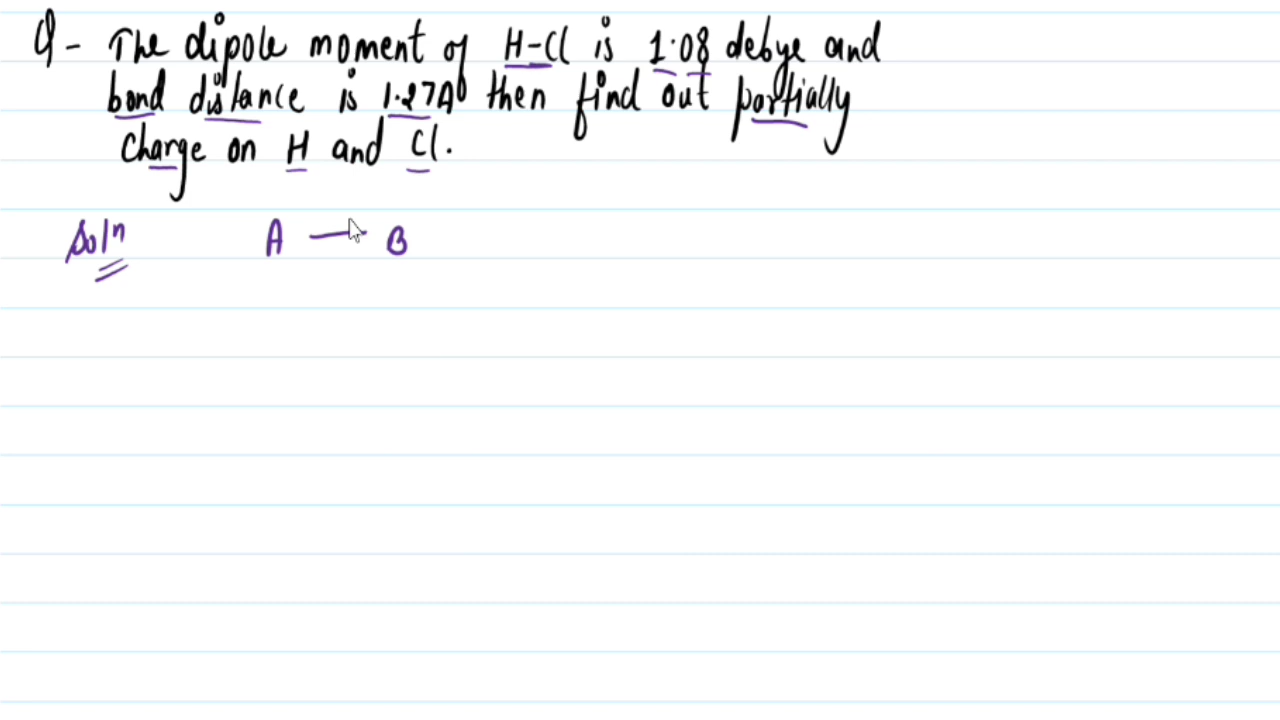 Q- The dipole moment of H-Cl is 1.08 debye and
bond distance is 1.27A⁰ then find out partially
charge on H and Cl.
Soln A — B